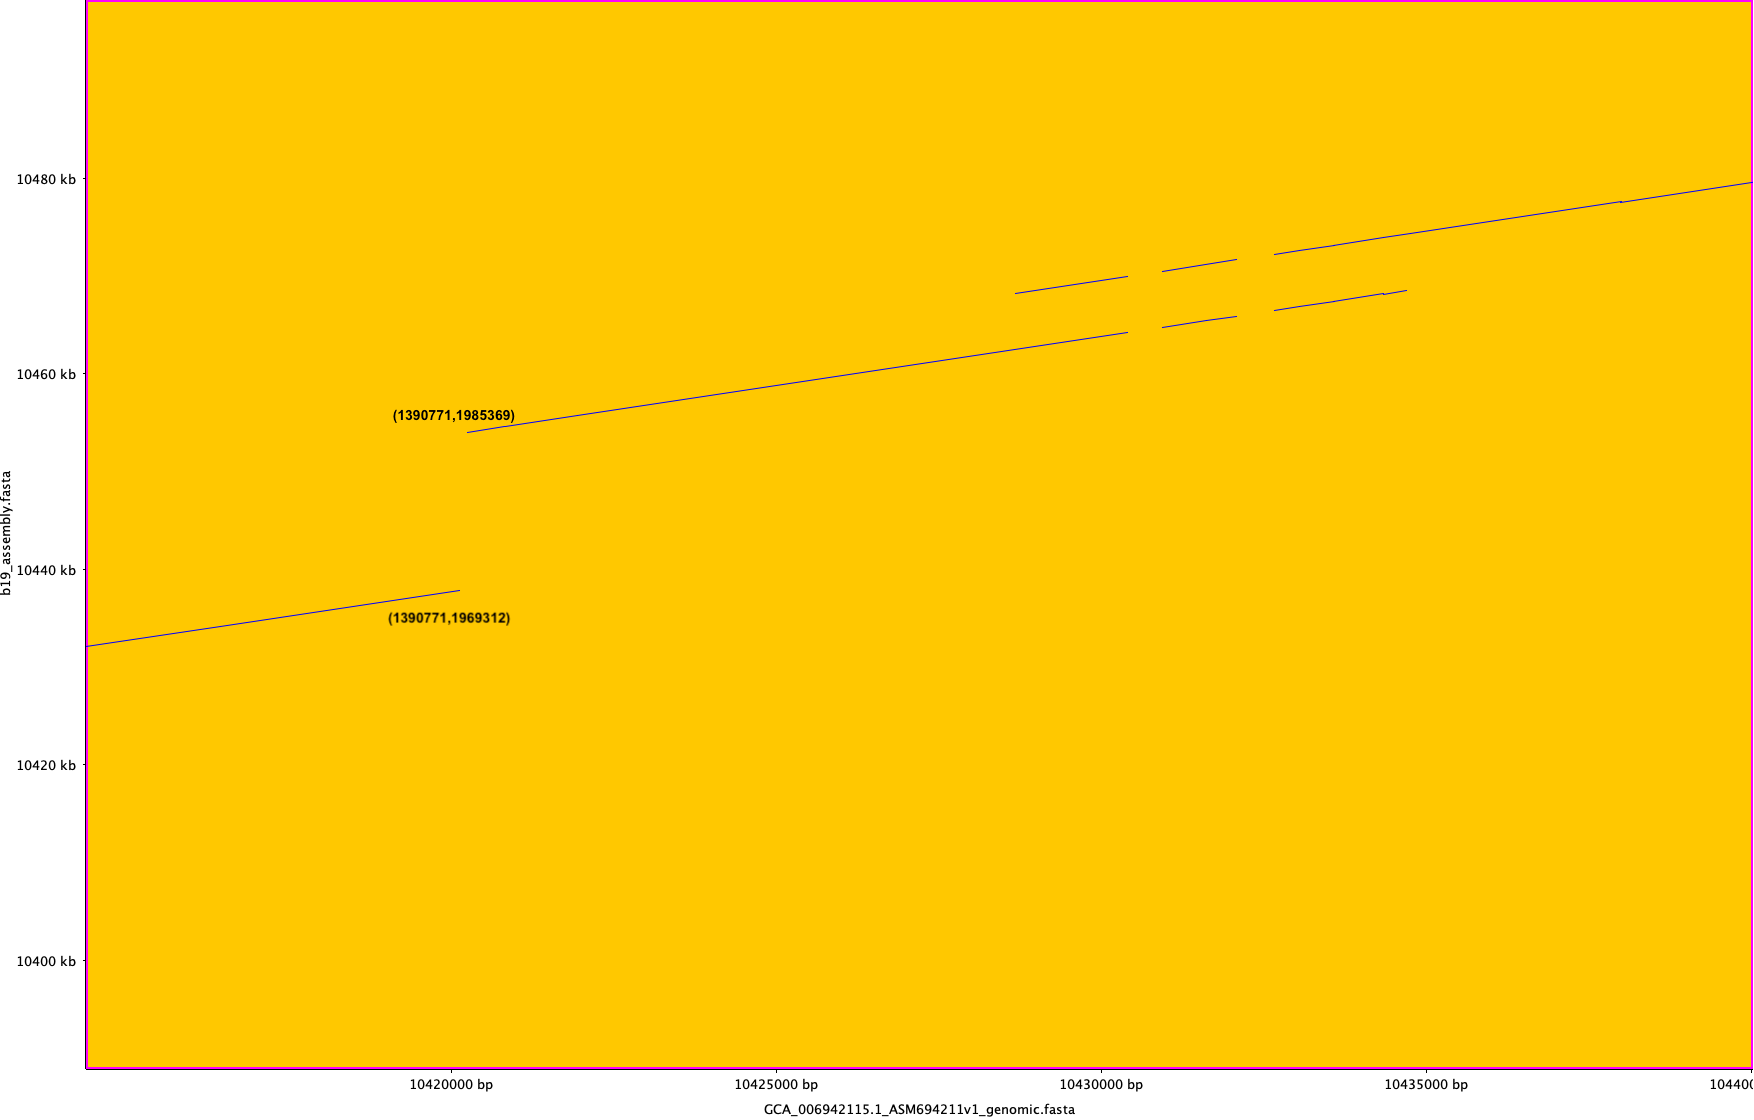 10480 kb
10460 kb
(1390771,1985369)
b19_assembly.fasta
10440 kb
(1390771,1969312)
10420 kb
10400 kb
10420000 bp
10425000 bp
10430000 bp
10435000 bp
104400
GCA_006942115.1_ASM694211v1_genomic.fasta